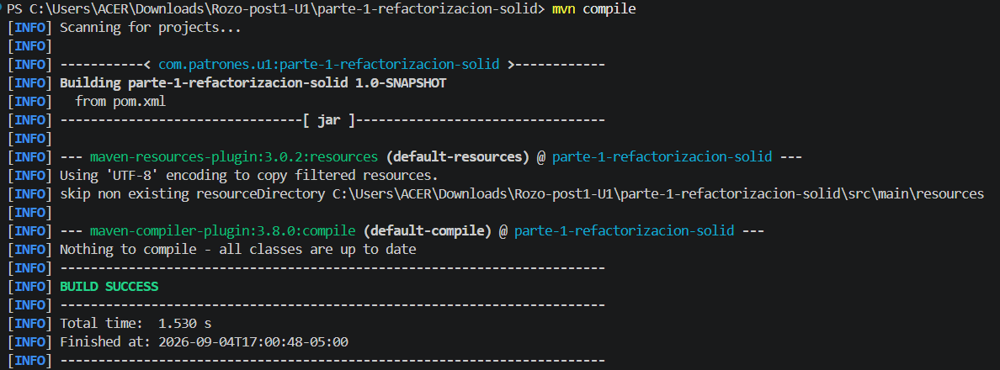 PS C:\Users\ACER\Downloads\Rozo-post1-U1\parte-1-refactorizacion-solid> mvn compile
[INFO] Scanning for projects...
[INFO]
[INFO] -----------< com.patrones.u1:parte-1-refactorizacion-solid >------------
[INFO] Building parte-1-refactorizacion-solid 1.0-SNAPSHOT
[INFO]   from pom.xml
[INFO] --------------------------------[ jar ]---------------------------------
[INFO]
[INFO] --- maven-resources-plugin:3.0.2:resources (default-resources) @ parte-1-refactorizacion-solid ---
[INFO] Using 'UTF-8' encoding to copy filtered resources.
[INFO] skip non existing resourceDirectory C:\Users\ACER\Downloads\Rozo-post1-U1\parte-1-refactorizacion-solid\src\main\resources
[INFO]
[INFO] --- maven-compiler-plugin:3.8.0:compile (default-compile) @ parte-1-refactorizacion-solid ---
[INFO] Nothing to compile - all classes are up to date
[INFO] ------------------------------------------------------------------------
[INFO] BUILD SUCCESS
[INFO] ------------------------------------------------------------------------
[INFO] Total time:  1.530 s
[INFO] Finished at: 2026-09-04T17:00:48-05:00
[INFO] ------------------------------------------------------------------------